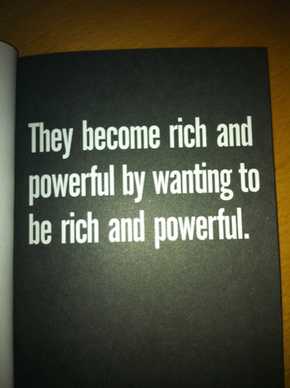 They become rich and
powerful by wanting to
be rich and powerful.